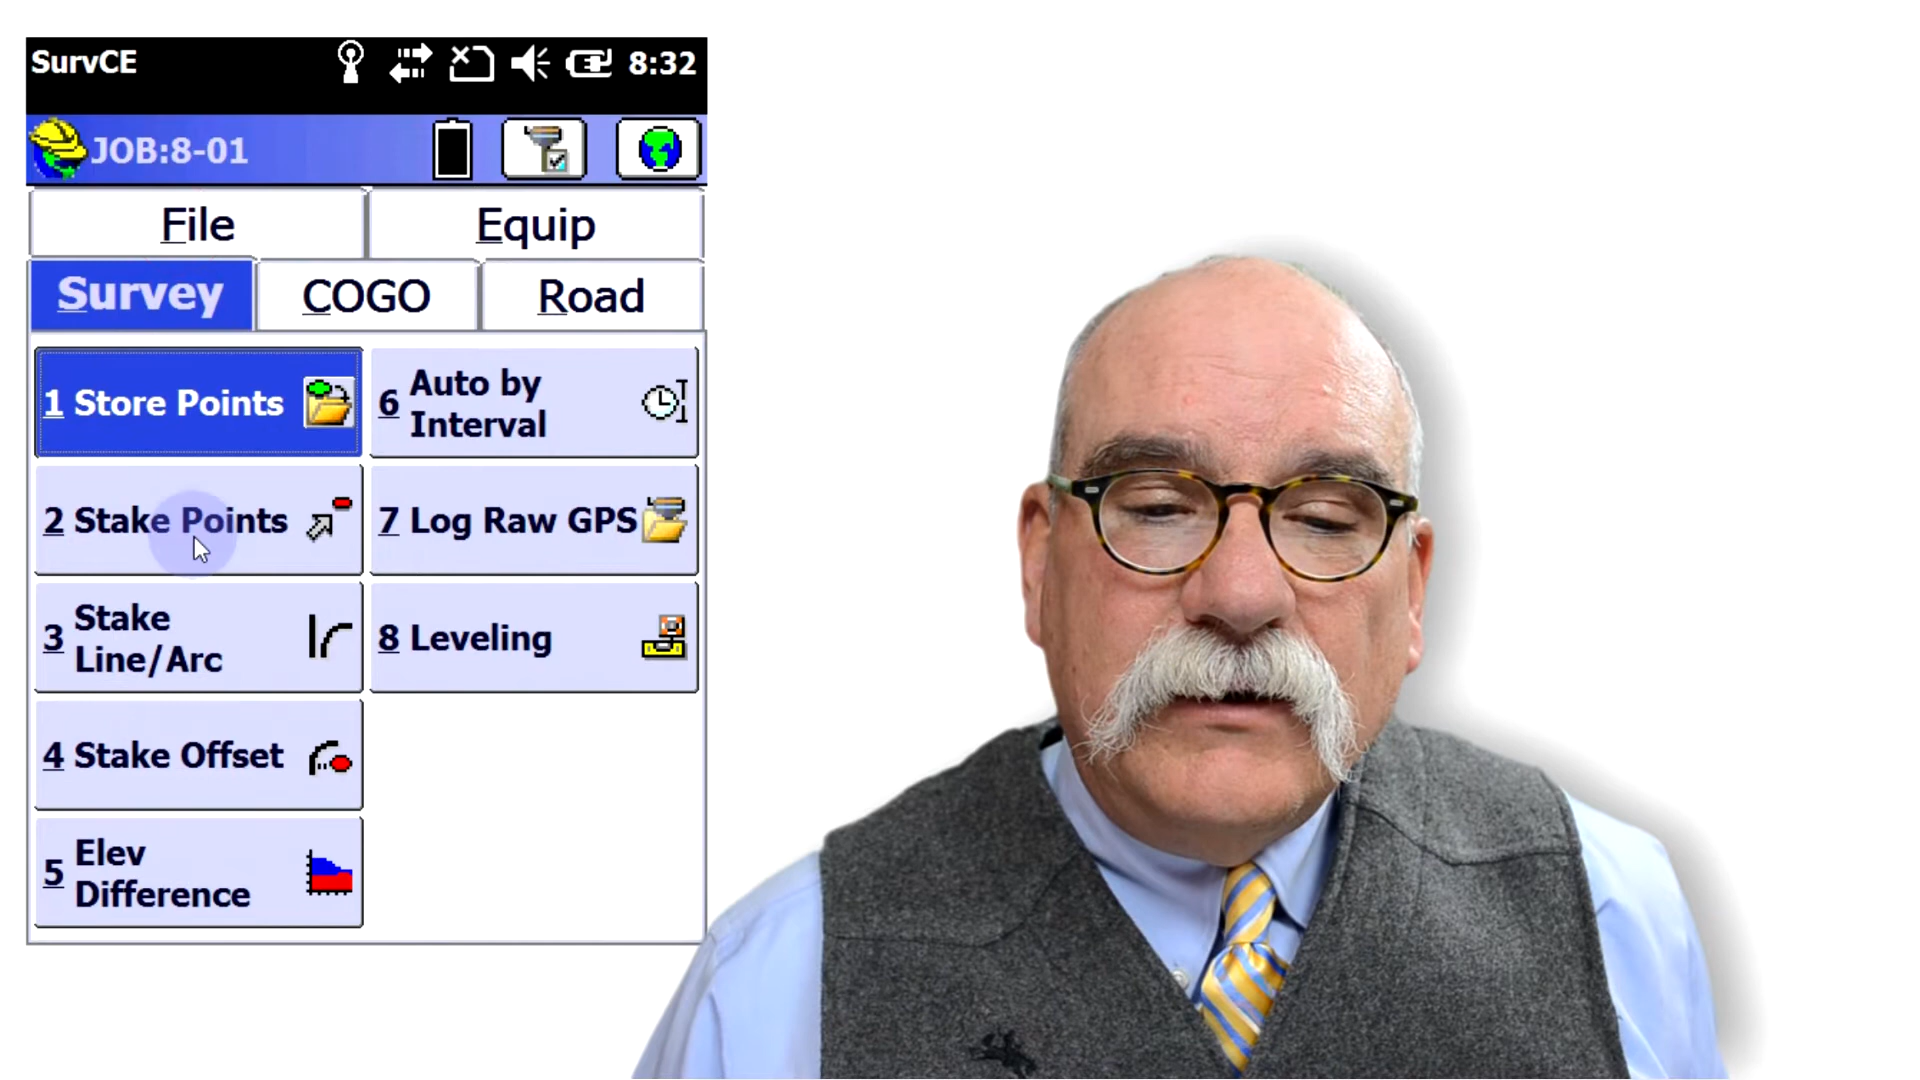 SurvCE 8:32
JOB:8-01
File Equip
Survey COGO Road
1 Store Points
2 Stake Points
3 Stake
Line/Arc
4 Stake Offset
5 Elev
Difference
6 Auto by
Interval
7 Log Raw GPS
8 Leveling